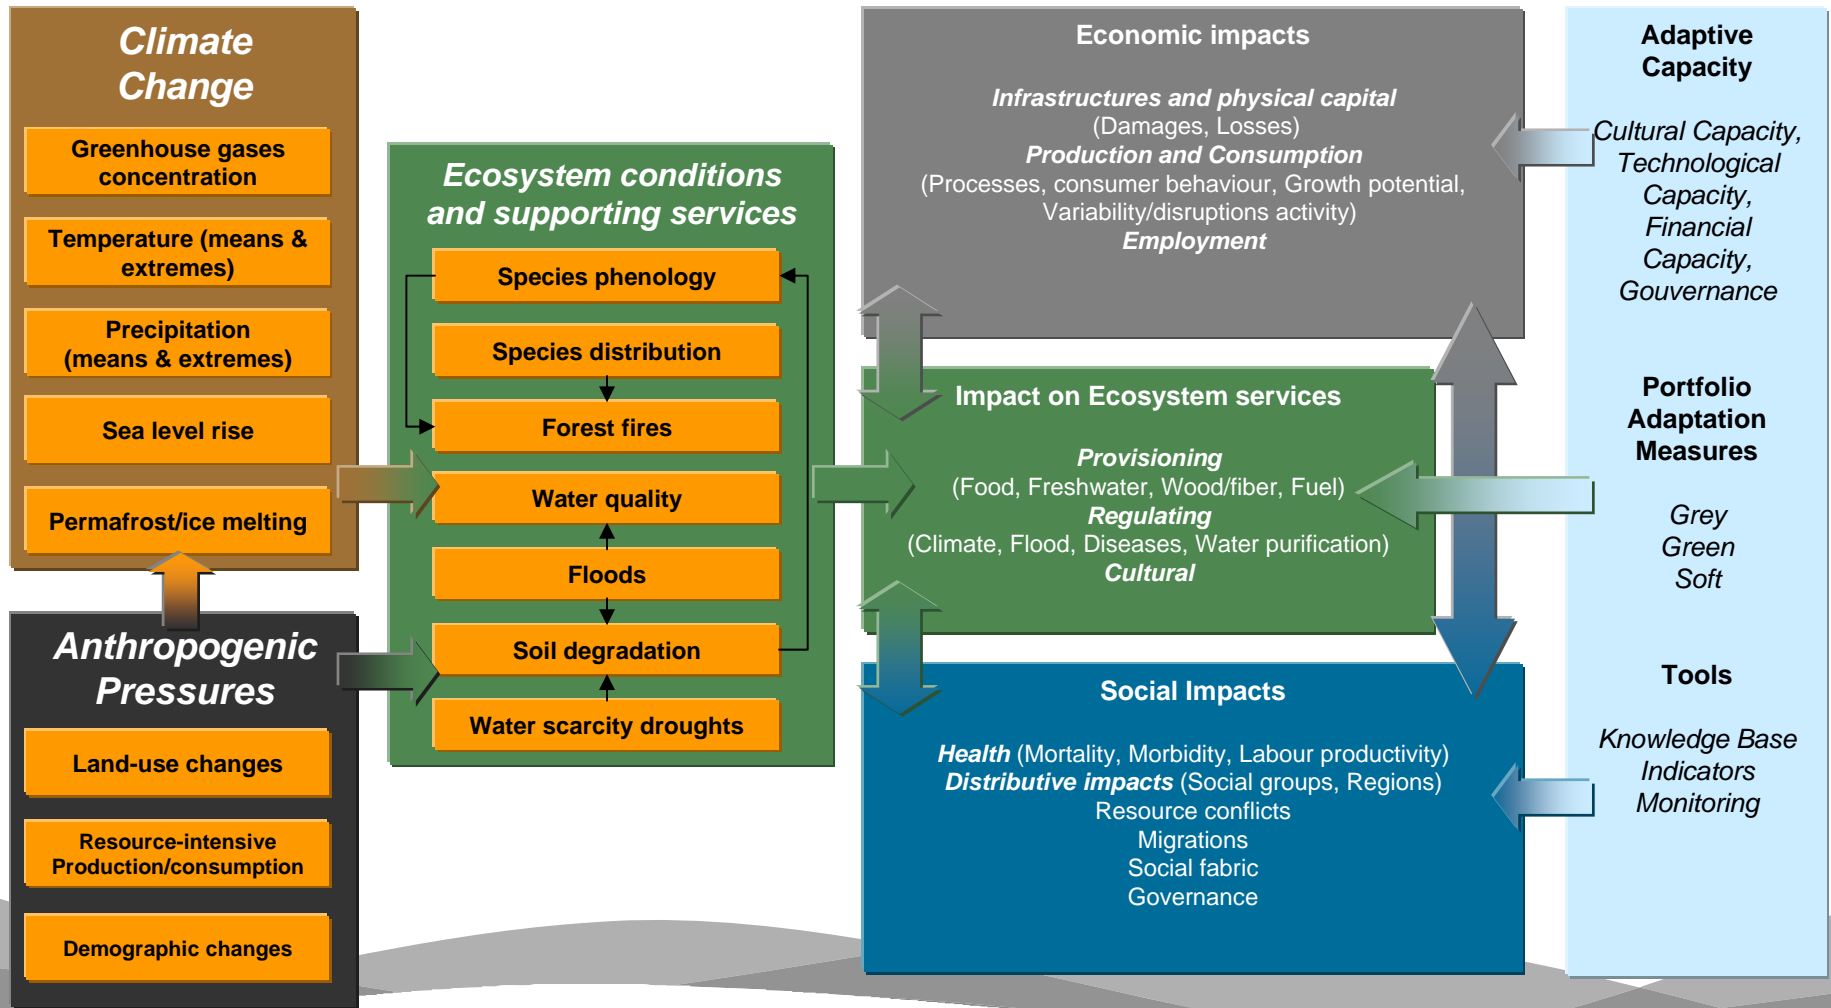 Climate
Change
Greenhouse gases
concentration
Temperature (means &
extremes)
Precipitation
(means & extremes)
Sea level rise
Permafrost/ice melting
Anthropogenic
Pressures
Land-use changes
Resource-intensive
Production/consumption
Demographic changes
Ecosystem conditions
and supporting services
Species phenology
Species distribution
Forest fires
Water quality
Floods
Soil degradation
Water scarcity droughts
Economic impacts
Infrastructures and physical capital
(Damages, Losses)
Production and Consumption
(Processes, consumer behaviour, Growth potential,
Variability/disruptions activity)
Employment
Impact on Ecosystem services
Provisioning
(Food, Freshwater, Wood/fiber, Fuel)
Regulating
(Climate, Flood, Diseases, Water purification)
Cultural
Social Impacts
Health (Mortality, Morbidity, Labour productivity)
Distributive impacts (Social groups, Regions)
Resource conflicts
Migrations
Social fabric
Governance
Adaptive
Capacity
Cultural Capacity,
Technological
Capacity,
Financial
Capacity,
Gouvernance
Portfolio
Adaptation
Measures
Grey
Green
Soft
Tools
Knowledge Base
Indicators
Monitoring